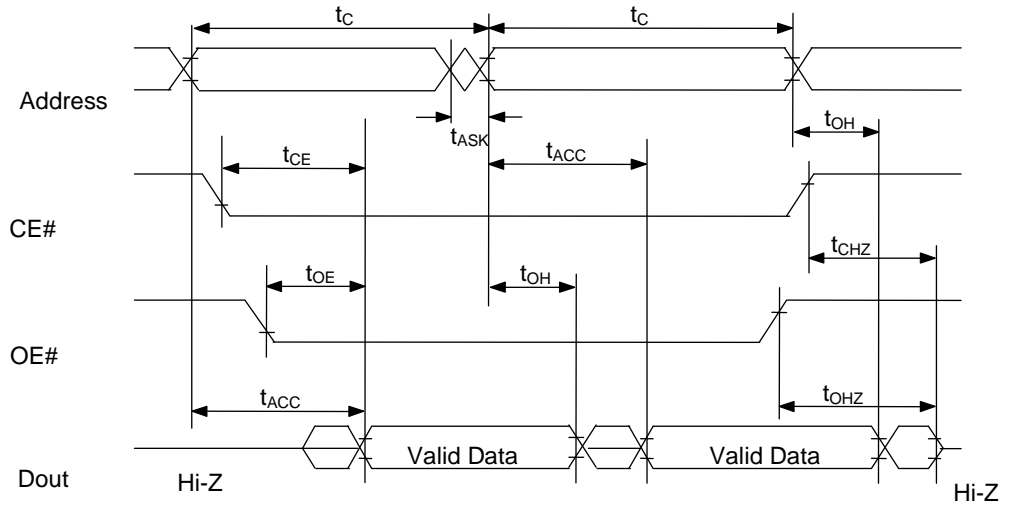 tC tC
Address
tASK
tOH
tCE
tACC
CE#
tCHZ
tOE
tOH
OE#
tACC
tOHZ
Valid Data Valid Data
Dout
Hi-Z
Hi-Z